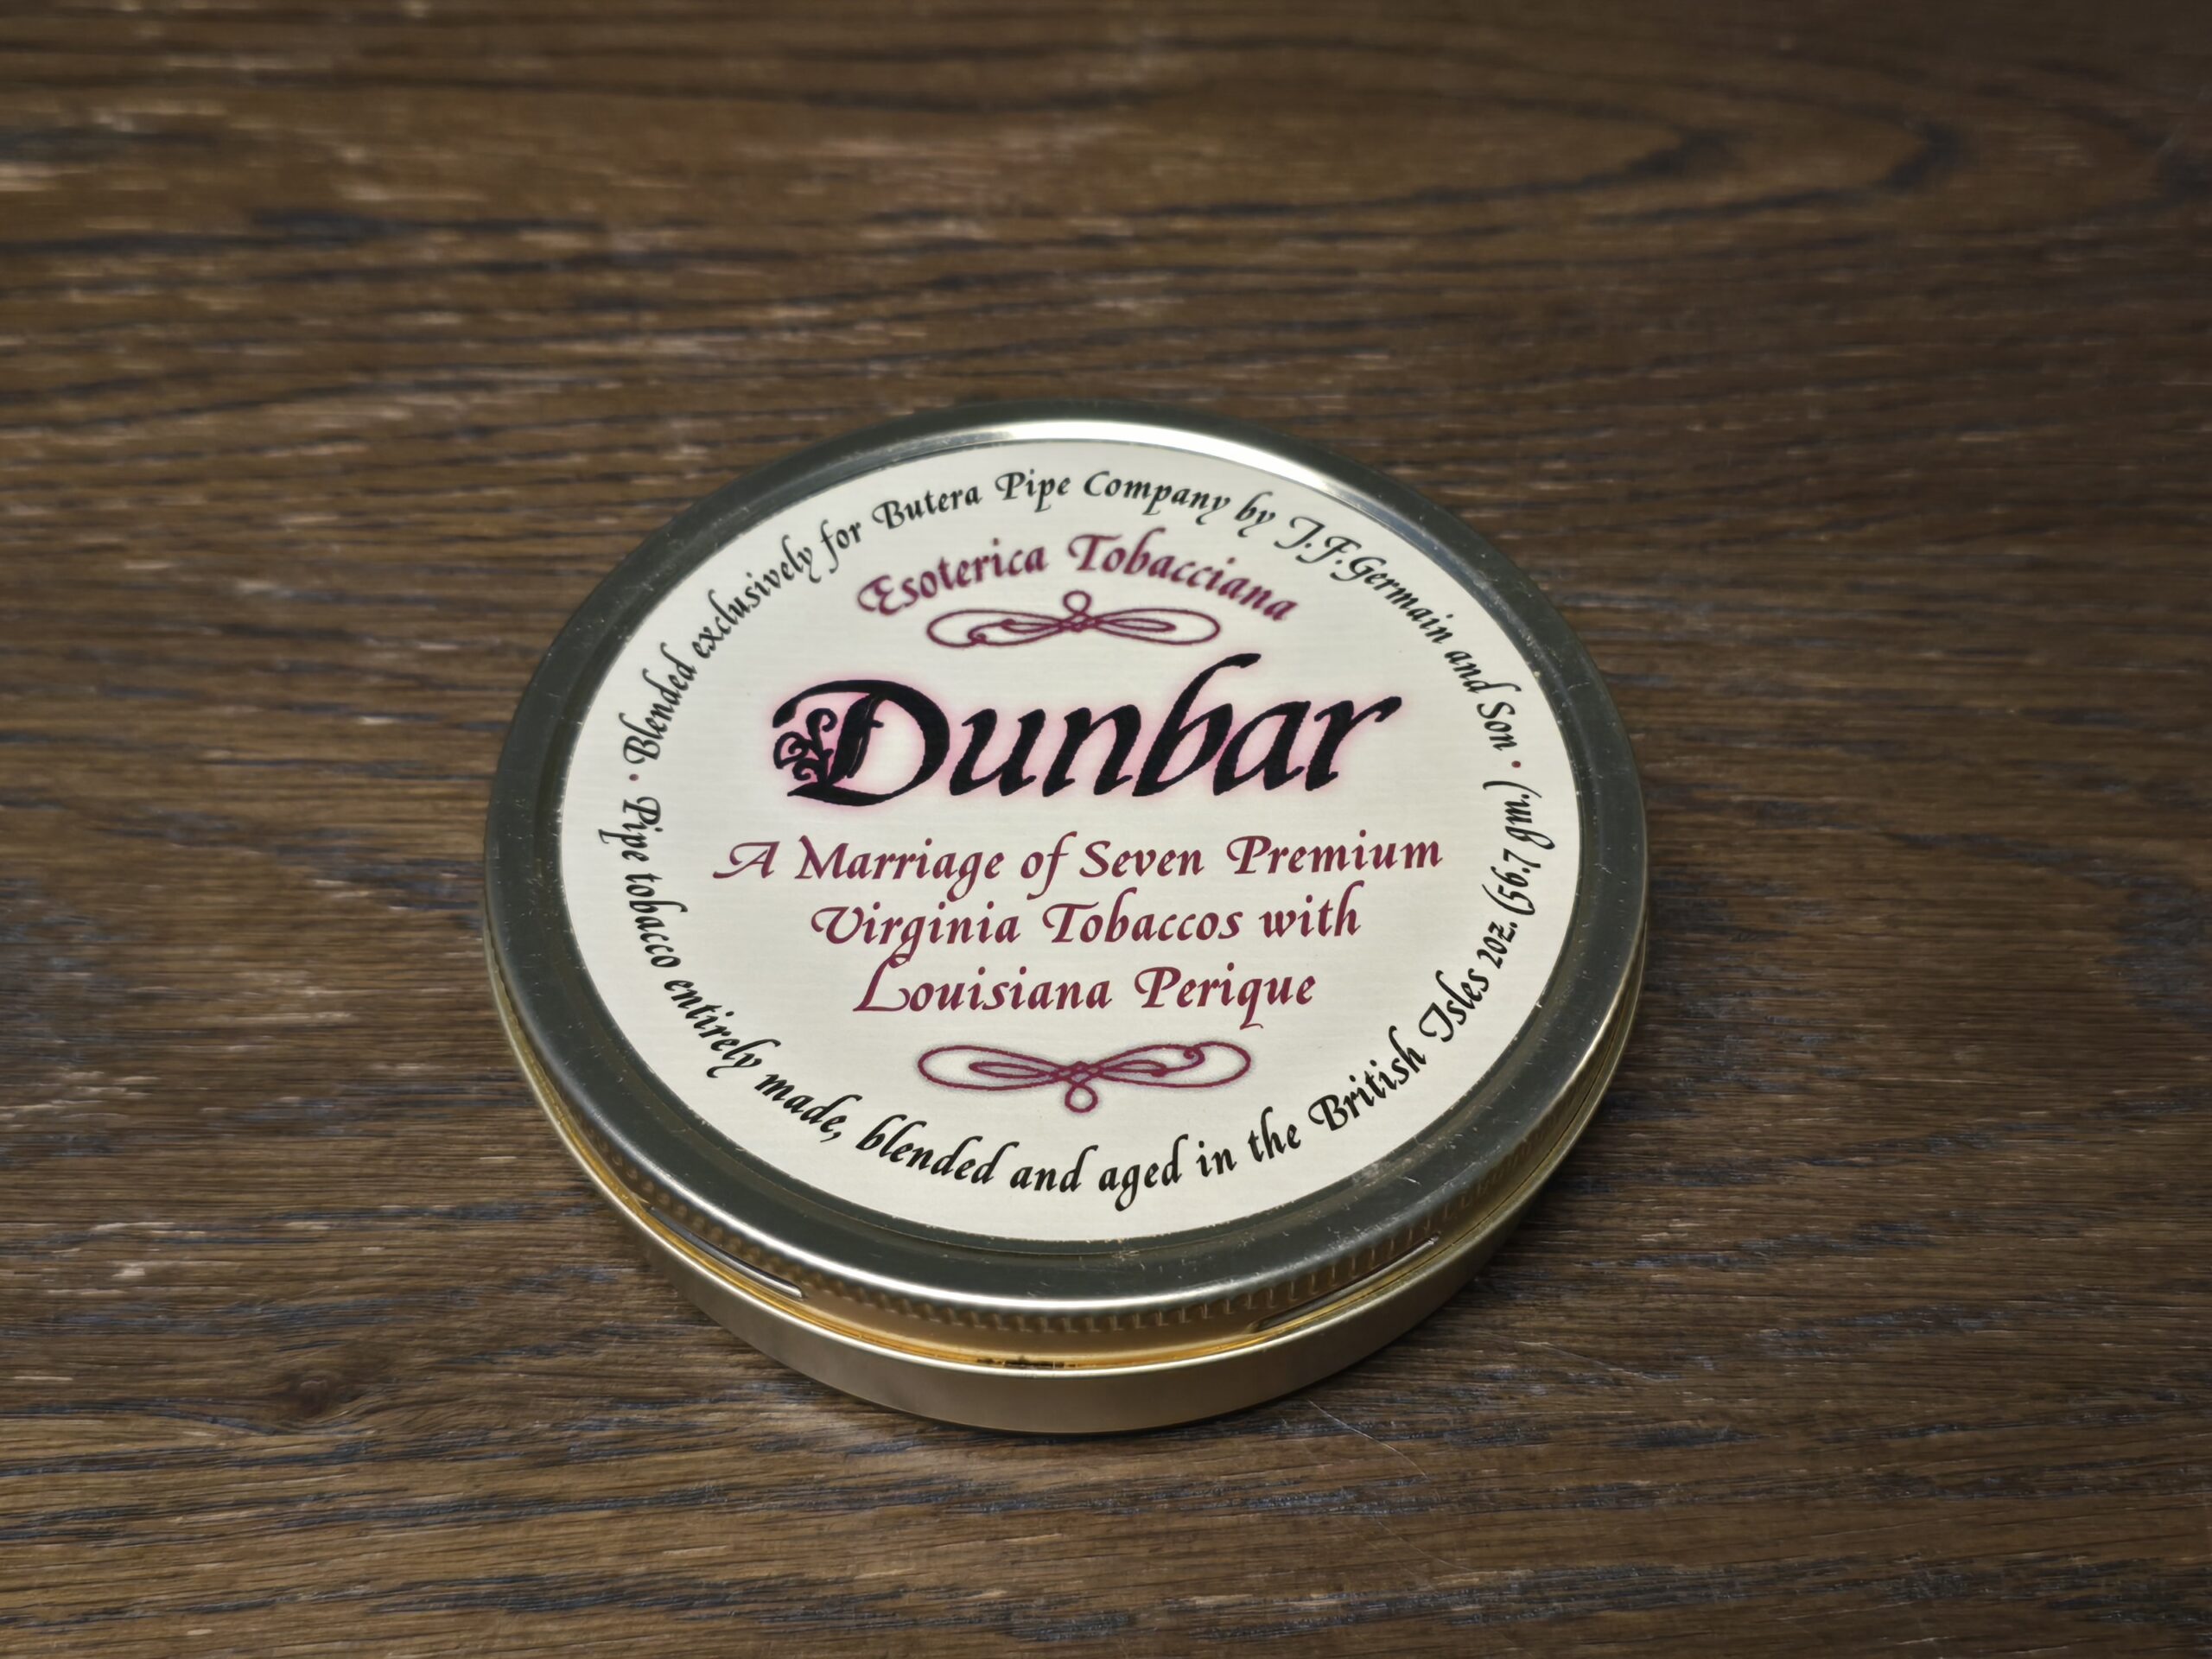 Blended exclusively for Butera Pipe Company by J.F.Germain and Son
Esoterica Tobacciana
Dunbar
A Marriage of Seven Premium
Virginia Tobaccos with
Louisiana Perique
Pipe tobacco entirely made, blended and aged in the British Isles 2oz. (56.7 gm.)